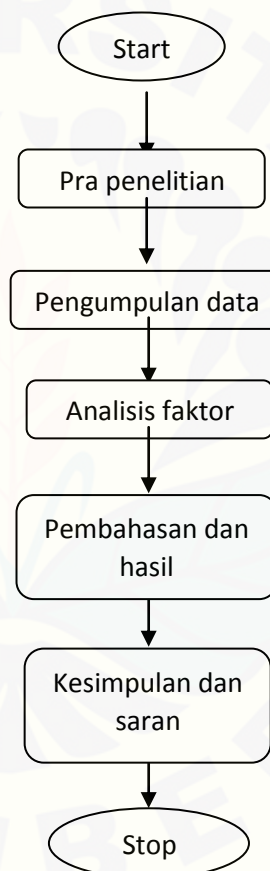 Start
Pra penelitian
Pengumpulan data
Analisis faktor
Pembahasan dan
hasil
Kesimpulan dan
saran
Stop